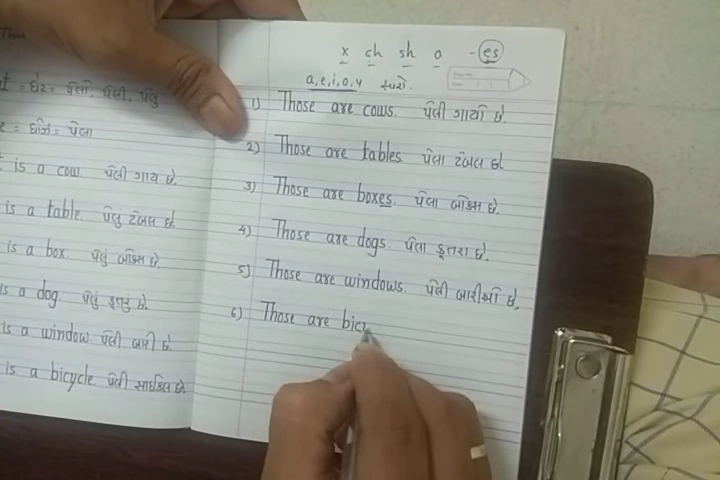 x ch sh o - es
a, e, i, o, u સ્વરો.
1) Those are cows. પેલી ગાયો છે.
2) Those are tables પેલા ટેબલ છે
3) Those are boxes. પેલા બોક્સ છે.
4) Those are dogs. પેલા કૂતરા છે.
5) Those are windows. પેલી બારીઓ છે.
6) Those are bic
= ધેટ = પેલો, પેલી, પેલું
= ધોઝ = પેલા
is a cow પેલી ગાય છે.
is a table. પેલું ટેબલ છે.
is a box. પેલું બોક્સ છે.
is a dog પેલું કૂતરું છે.
is a window પેલી બારી છે.
is a bicycle પેલી સાઇકલ છે.